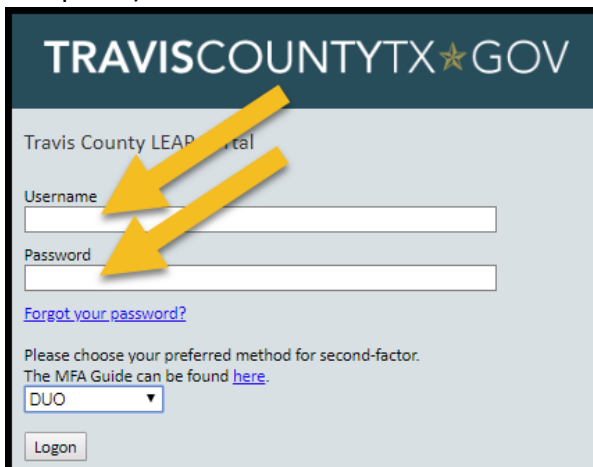 TRAVISCOUNTYTX★GOV
Travis County LEAP
Username
Password
Forgot your password?
Please choose your preferred method for second-factor.
The MFA Guide can be found here.
DUO ▼
Logon